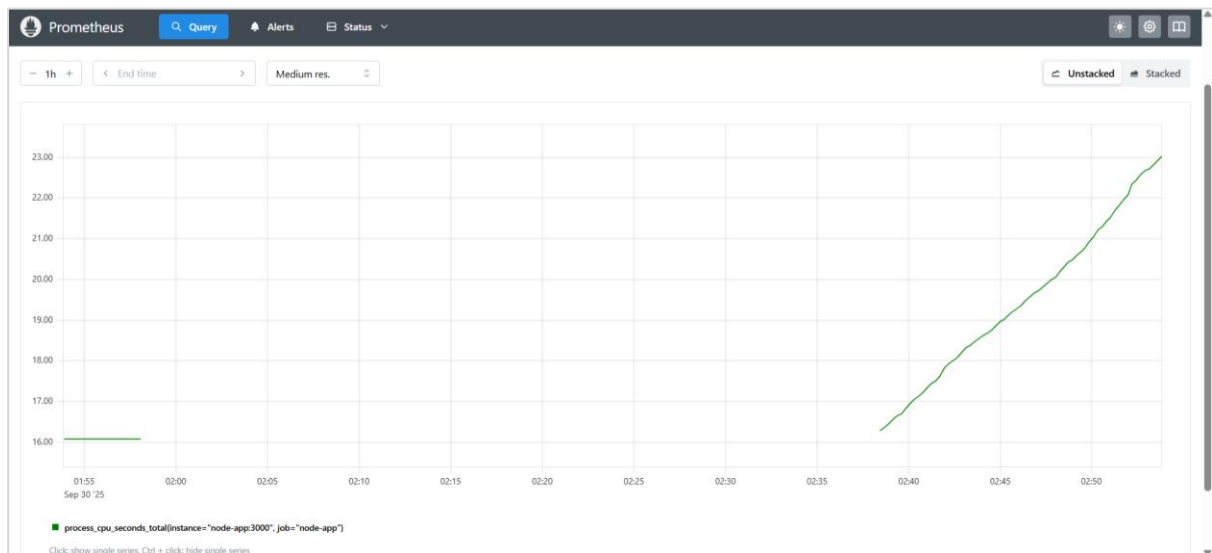 Prometheus Query Alerts Status
− 1h + < End time > Medium res. Unstacked Stacked
23.00
22.00
21.00
20.00
19.00
18.00
17.00
16.00
01:55 02:00 02:05 02:10 02:15 02:20 02:25 02:30 02:35 02:40 02:45 02:50
Sep 30 '25
process_cpu_seconds_total{instance="node-app:3000", job="node-app"}
Click: show single series, Ctrl + click: hide single series